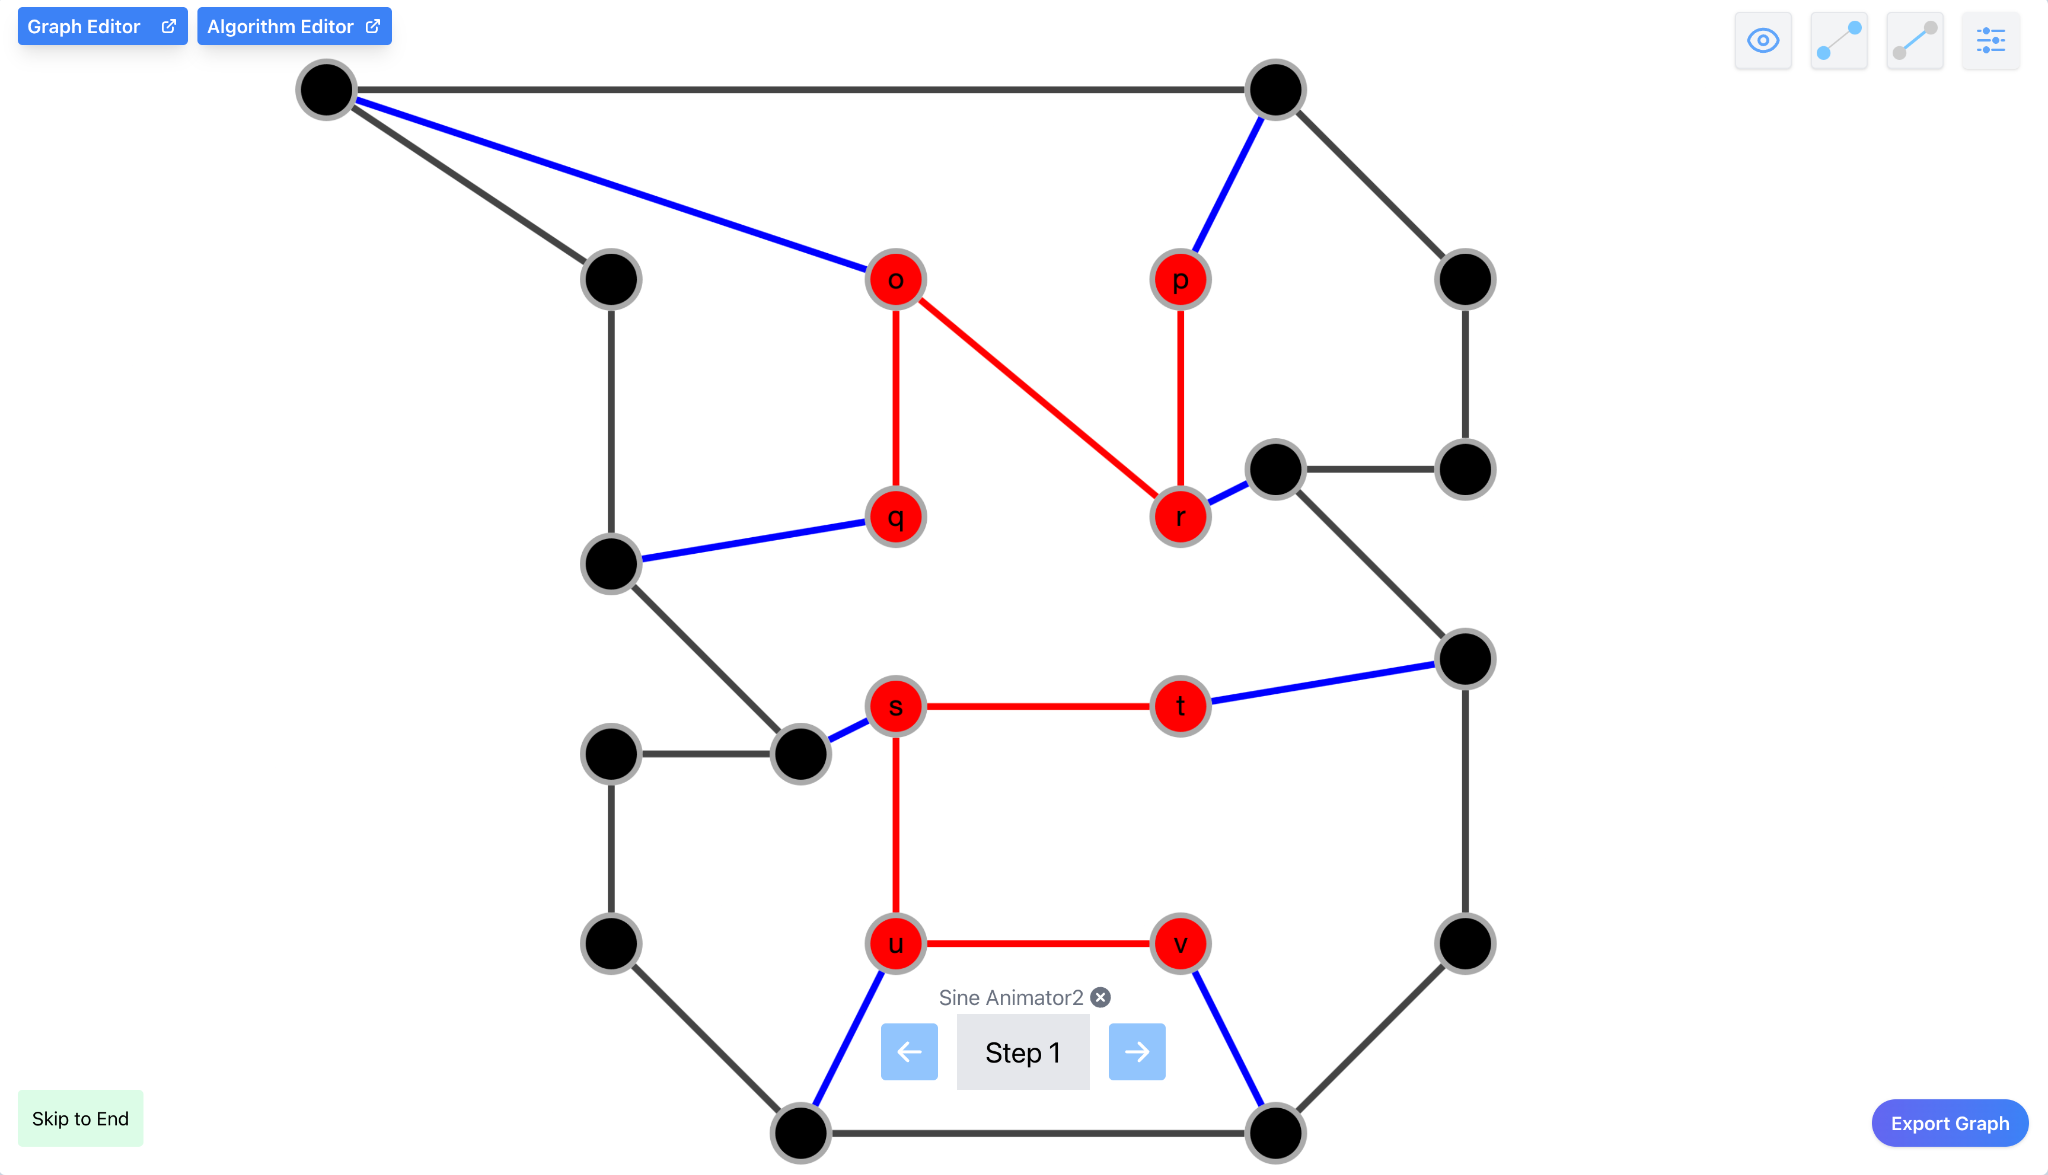 Graph Editor
Algorithm Editor
o
p
q
r
s
t
u
v
Sine Animator2
Step 1
Skip to End
Export Graph